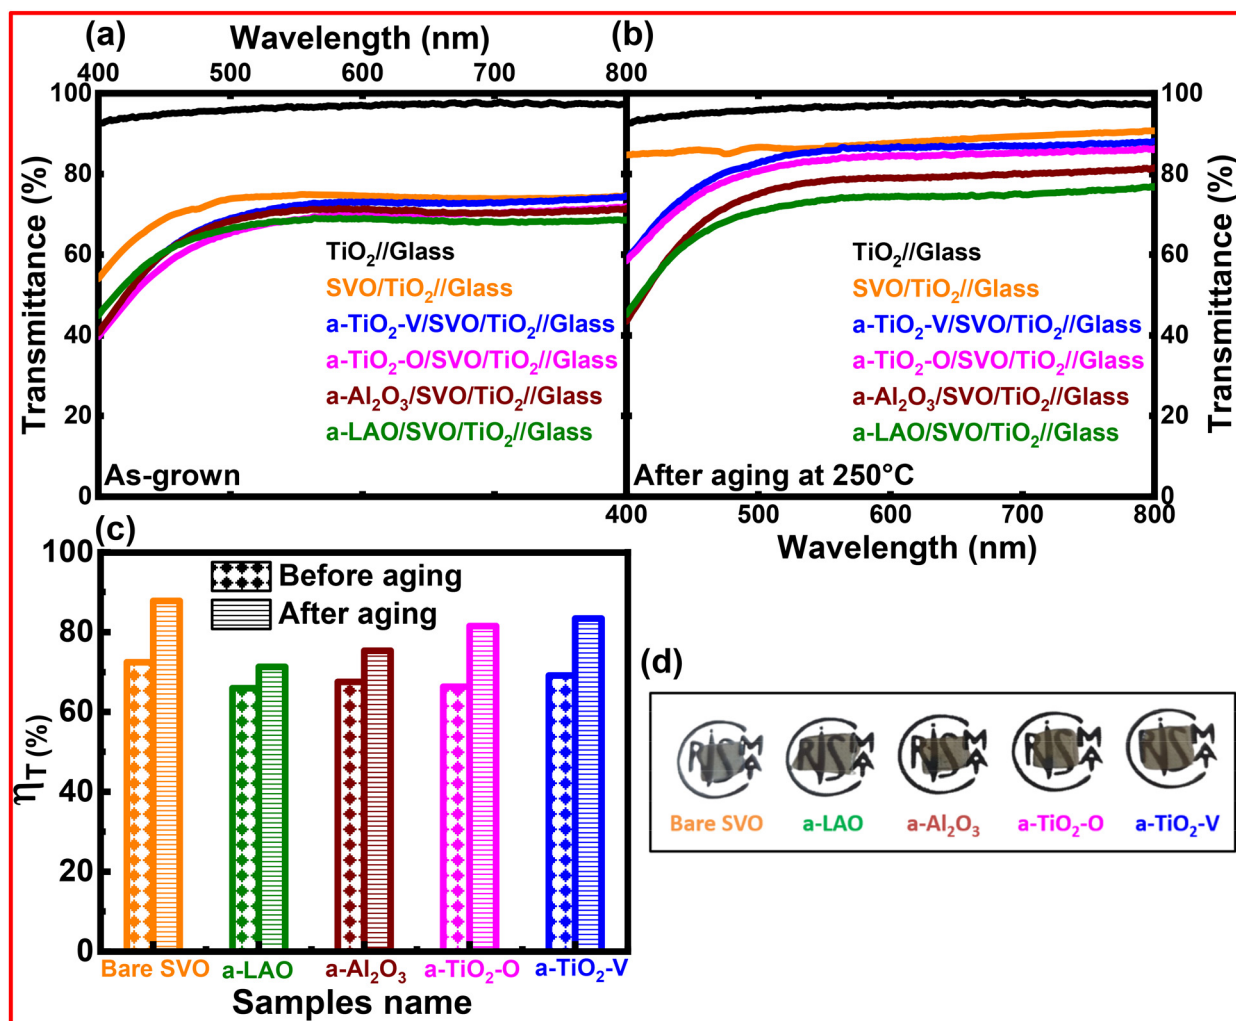 (a)
Wavelength (nm)
(b)
400 500 600 700 800
100
80
60
40
20
0
Transmittance (%)
TiO₂//Glass
SVO/TiO₂//Glass
a-TiO₂-V/SVO/TiO₂//Glass
a-TiO₂-O/SVO/TiO₂//Glass
a-Al₂O₃/SVO/TiO₂//Glass
a-LAO/SVO/TiO₂//Glass
As-grown
TiO₂//Glass
SVO/TiO₂//Glass
a-TiO₂-V/SVO/TiO₂//Glass
a-TiO₂-O/SVO/TiO₂//Glass
a-Al₂O₃/SVO/TiO₂//Glass
a-LAO/SVO/TiO₂//Glass
After aging at 250°C
100
80
60
40
20
0
Transmittance (%)
400 500 600 700 800
Wavelength (nm)
(c)
100
80
60
40
20
0
ηT (%)
Before aging
After aging
Bare SVO a-LAO a-Al₂O₃ a-TiO₂-O a-TiO₂-V
Samples name
(d)
CRiSMAT CRiSMAT CRiSMAT CRiSMAT CRiSMAT
Bare SVO a-LAO a-Al₂O₃ a-TiO₂-O a-TiO₂-V